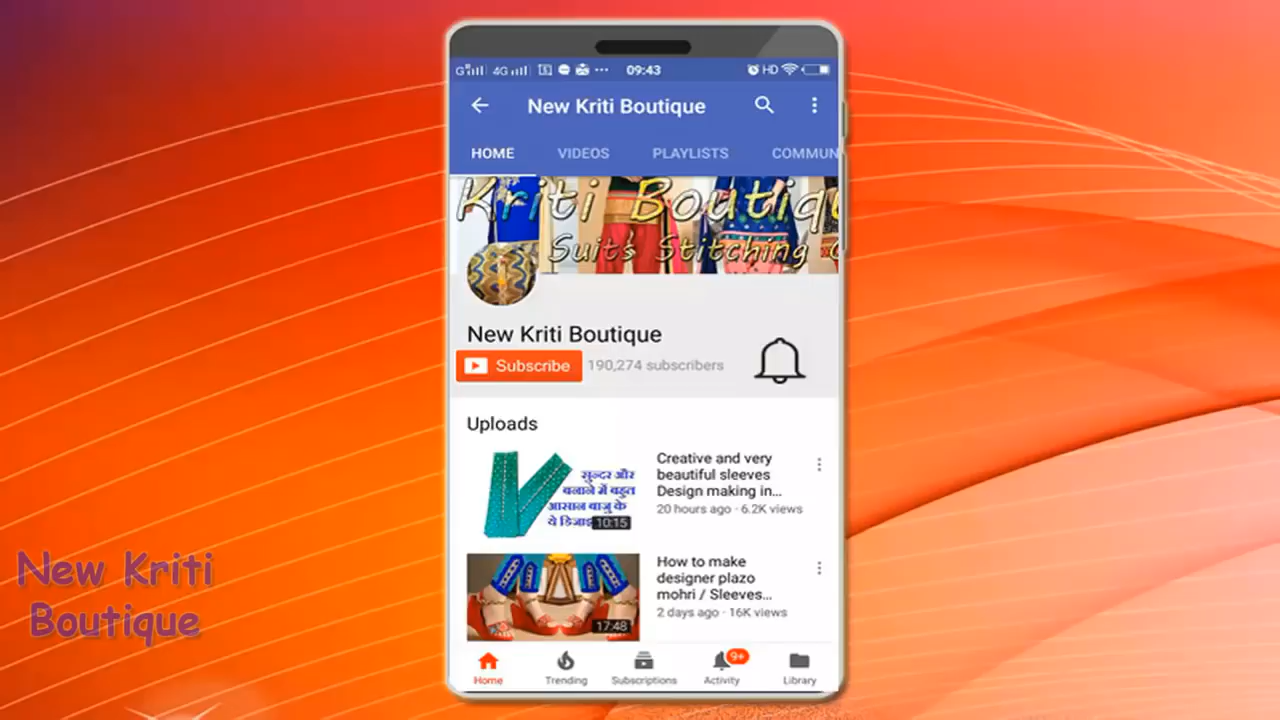 G 4G HD
09:43
New Kriti Boutique
HOME VIDEOS PLAYLISTS COMMUN
Kriti Boutiqu
Suits Stitching
New Kriti Boutique
Subscribe 190,274 subscribers
Uploads
सुन्दर और
बनाने में बहुत
आसान बाजु के
ये डिजाइ
10:15
Creative and very
beautiful sleeves
Design making in...
20 hours ago · 6.2K views
17:48
How to make
designer plazo
mohri / Sleeves...
2 days ago · 16K views
Home Trending Subscriptions Activity Library
9+
New Kriti
Boutique